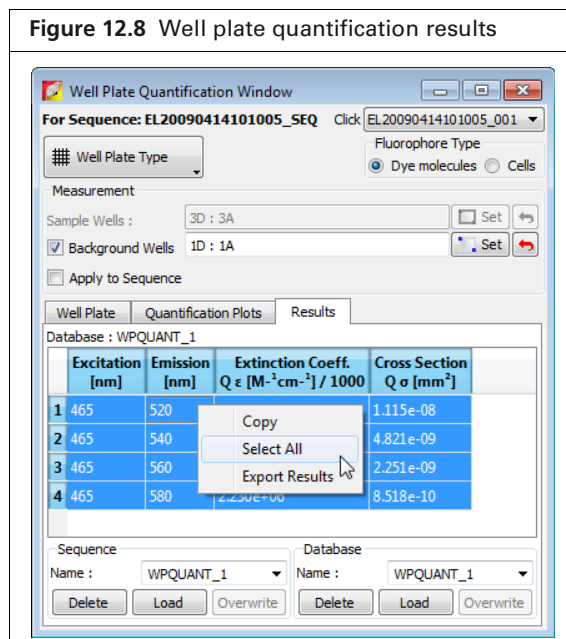 Figure 12.8 Well plate quantification results
Well Plate Quantification Window
For Sequence: EL20090414101005_SEQ Click EL20090414101005_001
Well Plate Type
Fluorophore Type
Dye molecules Cells
Measurement
Sample Wells : 3D : 3A Set
Background Wells 1D : 1A Set
Apply to Sequence
Well Plate Quantification Plots Results
Database : WPQUANT_1
Excitation [nm] Emission [nm] Extinction Coeff. Q ε [M-¹cm-¹] / 1000 Cross Section Q σ [mm²]
1 465 520 1.115e-08
2 465 540 4.821e-09
3 465 560 2.251e-09
4 465 580 2.230e+06 8.518e-10
Copy
Select All
Export Results
Sequence Database
Name : WPQUANT_1 Name : WPQUANT_1
Delete Load Overwrite Delete Load Overwrite